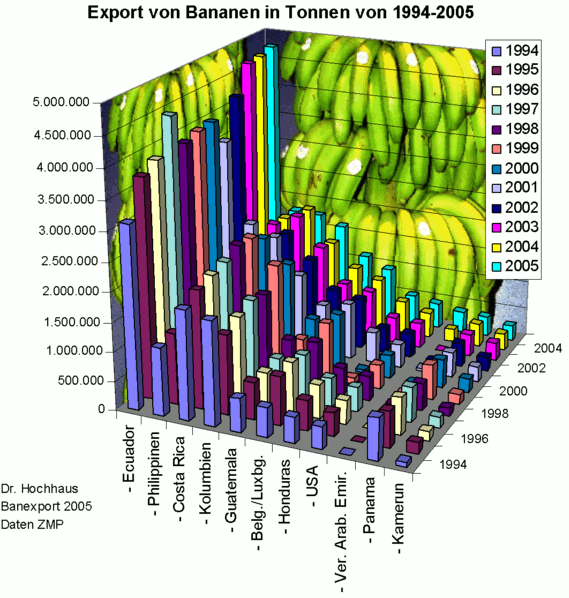 Export von Bananen in Tonnen von 1994-2005
1994
1995
1996
1997
1998
1999
2000
2001
2002
2003
2004
2005
5.000.000
4.500.000
4.000.000
3.500.000
3.000.000
2.500.000
2.000.000
1.500.000
1.000.000
500.000
0
2004
2002
2000
1998
1996
1994
- Ecuador
- Philippinen
- Costa Rica
- Kolumbien
- Guatemala
- Belg./Luxbg.
- Honduras
- USA
- Ver. Arab. Emir.
- Panama
- Kamerun
Dr. Hochhaus
Banexport 2005
Daten ZMP